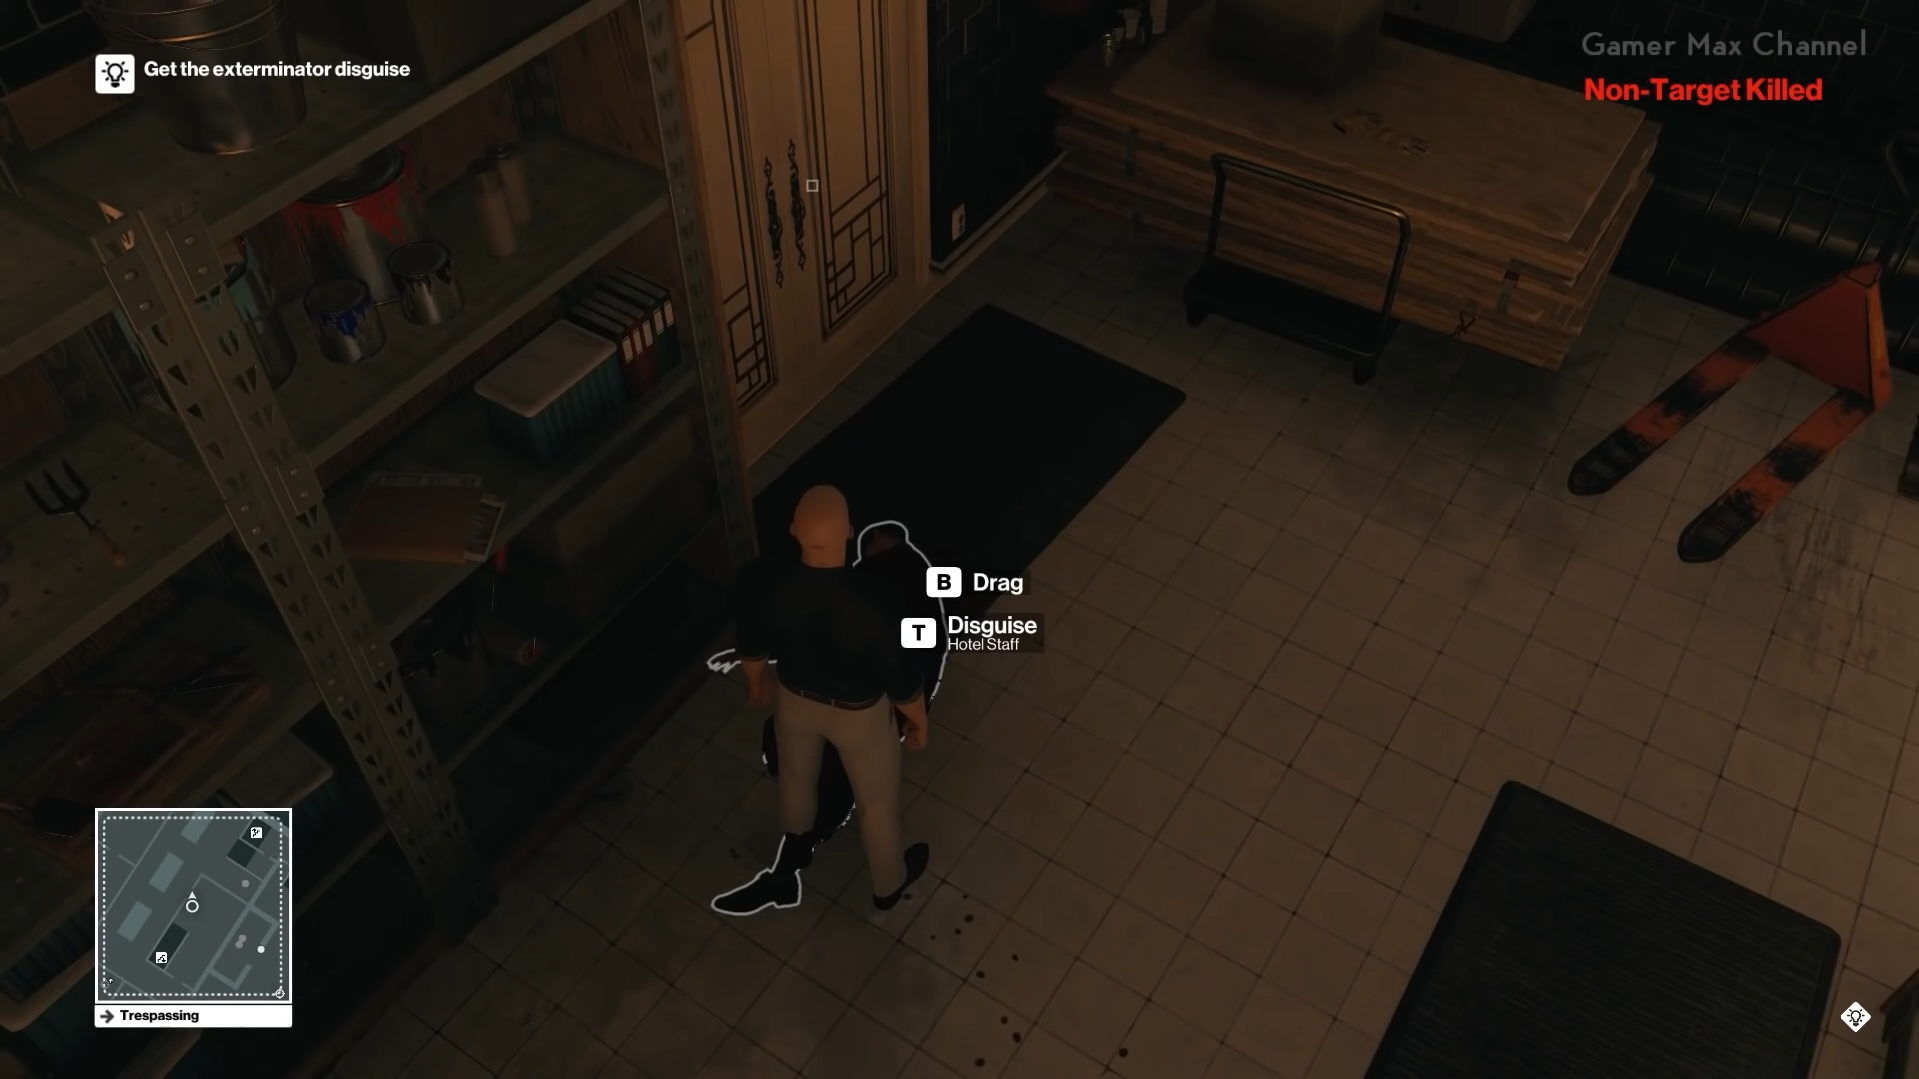 Get the exterminator disguise
Gamer Max Channel
Non-Target Killed
B Drag
T Disguise
Hotel Staff
Trespassing